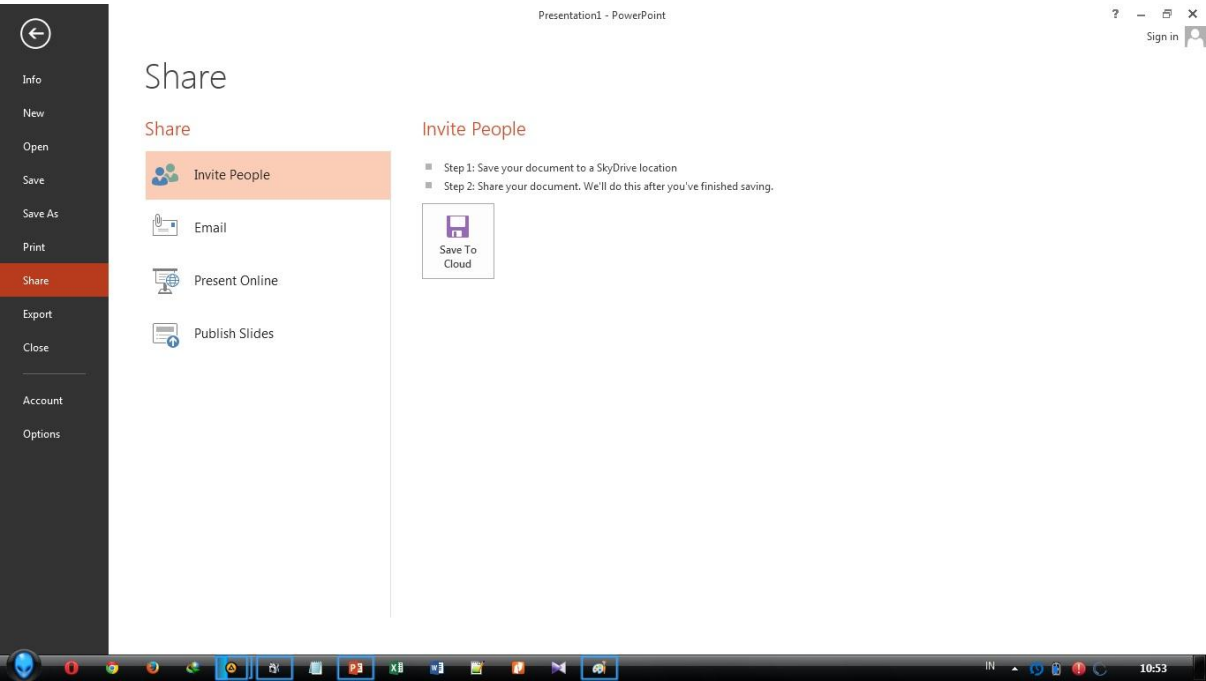 Presentation1 - PowerPoint
?
Sign in
Info
New
Open
Save
Save As
Print
Share
Export
Close
Account
Options
Share
Share
Invite People
Email
Present Online
Publish Slides
Invite People
Step 1: Save your document to a SkyDrive location
Step 2: Share your document. We'll do this after you've finished saving.
Save To
Cloud
IN
10:53